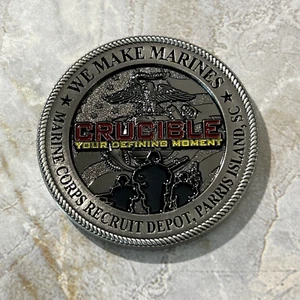 ★ WE MAKE MARINES ★
CRUCIBLE
YOUR DEFINING MOMENT
MARINE CORPS RECRUIT DEPOT, PARRIS ISLAND, SC